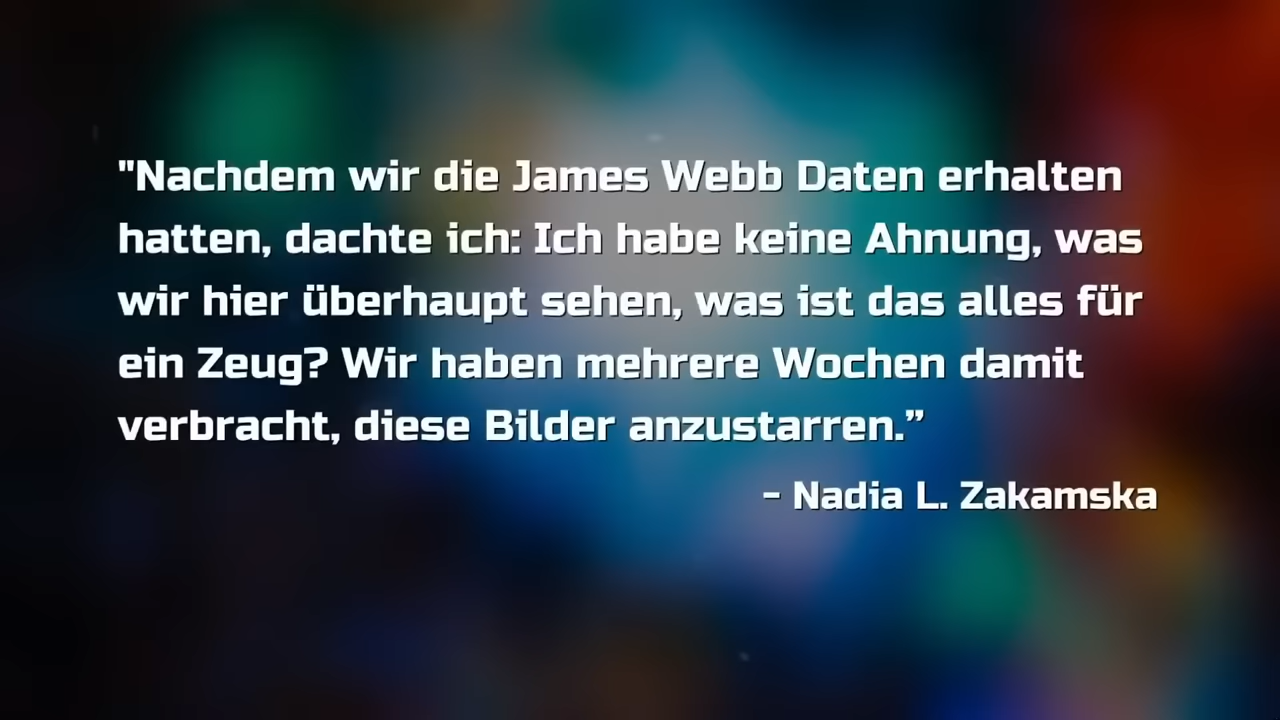 "Nachdem wir die James Webb Daten erhalten
hatten, dachte ich: Ich habe keine Ahnung, was
wir hier überhaupt sehen, was ist das alles für
ein Zeug? Wir haben mehrere Wochen damit
verbracht, diese Bilder anzustarren.”
- Nadia L. Zakamska